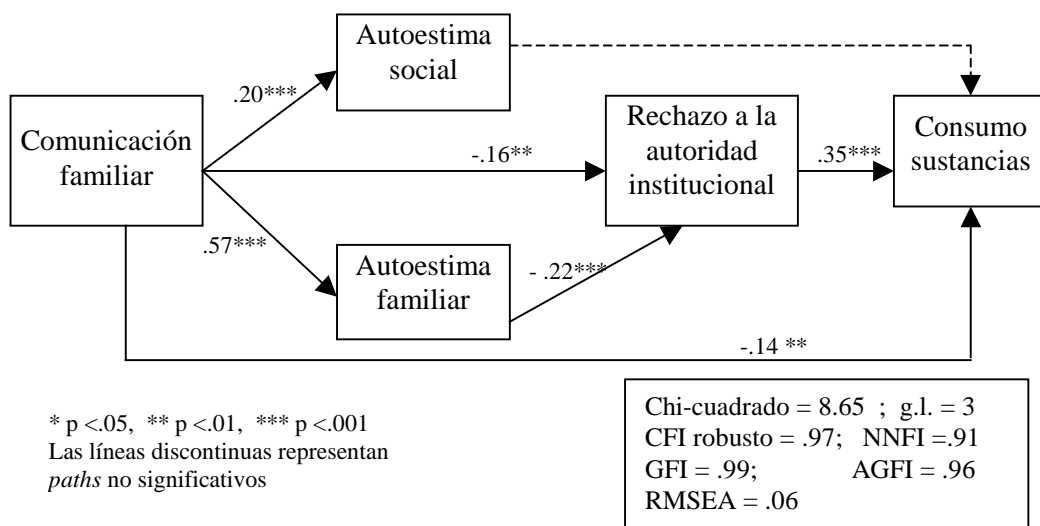 Autoestima
social
.20***
Comunicación
familiar
-.16**
Rechazo a la
autoridad
institucional
.35***
Consumo
sustancias
.57***
Autoestima
familiar
- .22***
-.14 **
* p <.05, ** p <.01, *** p <.001
Las líneas discontinuas representan
paths no significativos
Chi-cuadrado = 8.65 ; g.l. = 3
CFI robusto = .97; NNFI =.91
GFI = .99; AGFI = .96
RMSEA = .06